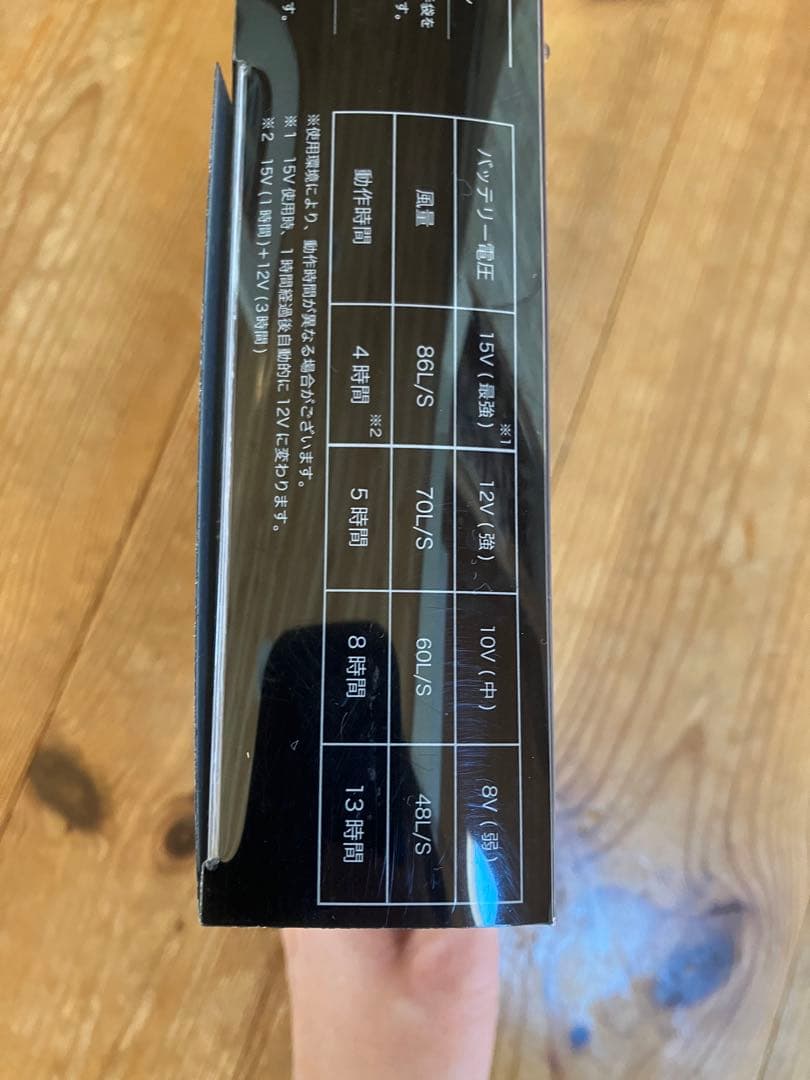 袋を
す。
す。
バッテリー電圧 15V(最強)※1 12V(強) 10V(中) 8V(弱)
風量 86L/S 70L/S 60L/S 48L/S
動作時間 4時間※2 5時間 8時間 13時間
※使用環境により、動作時間が異なる場合がございます。
※1 15V使用時、1時間経過後自動的に12Vに変わります。
※2 15V(1時間)+12V(3時間)